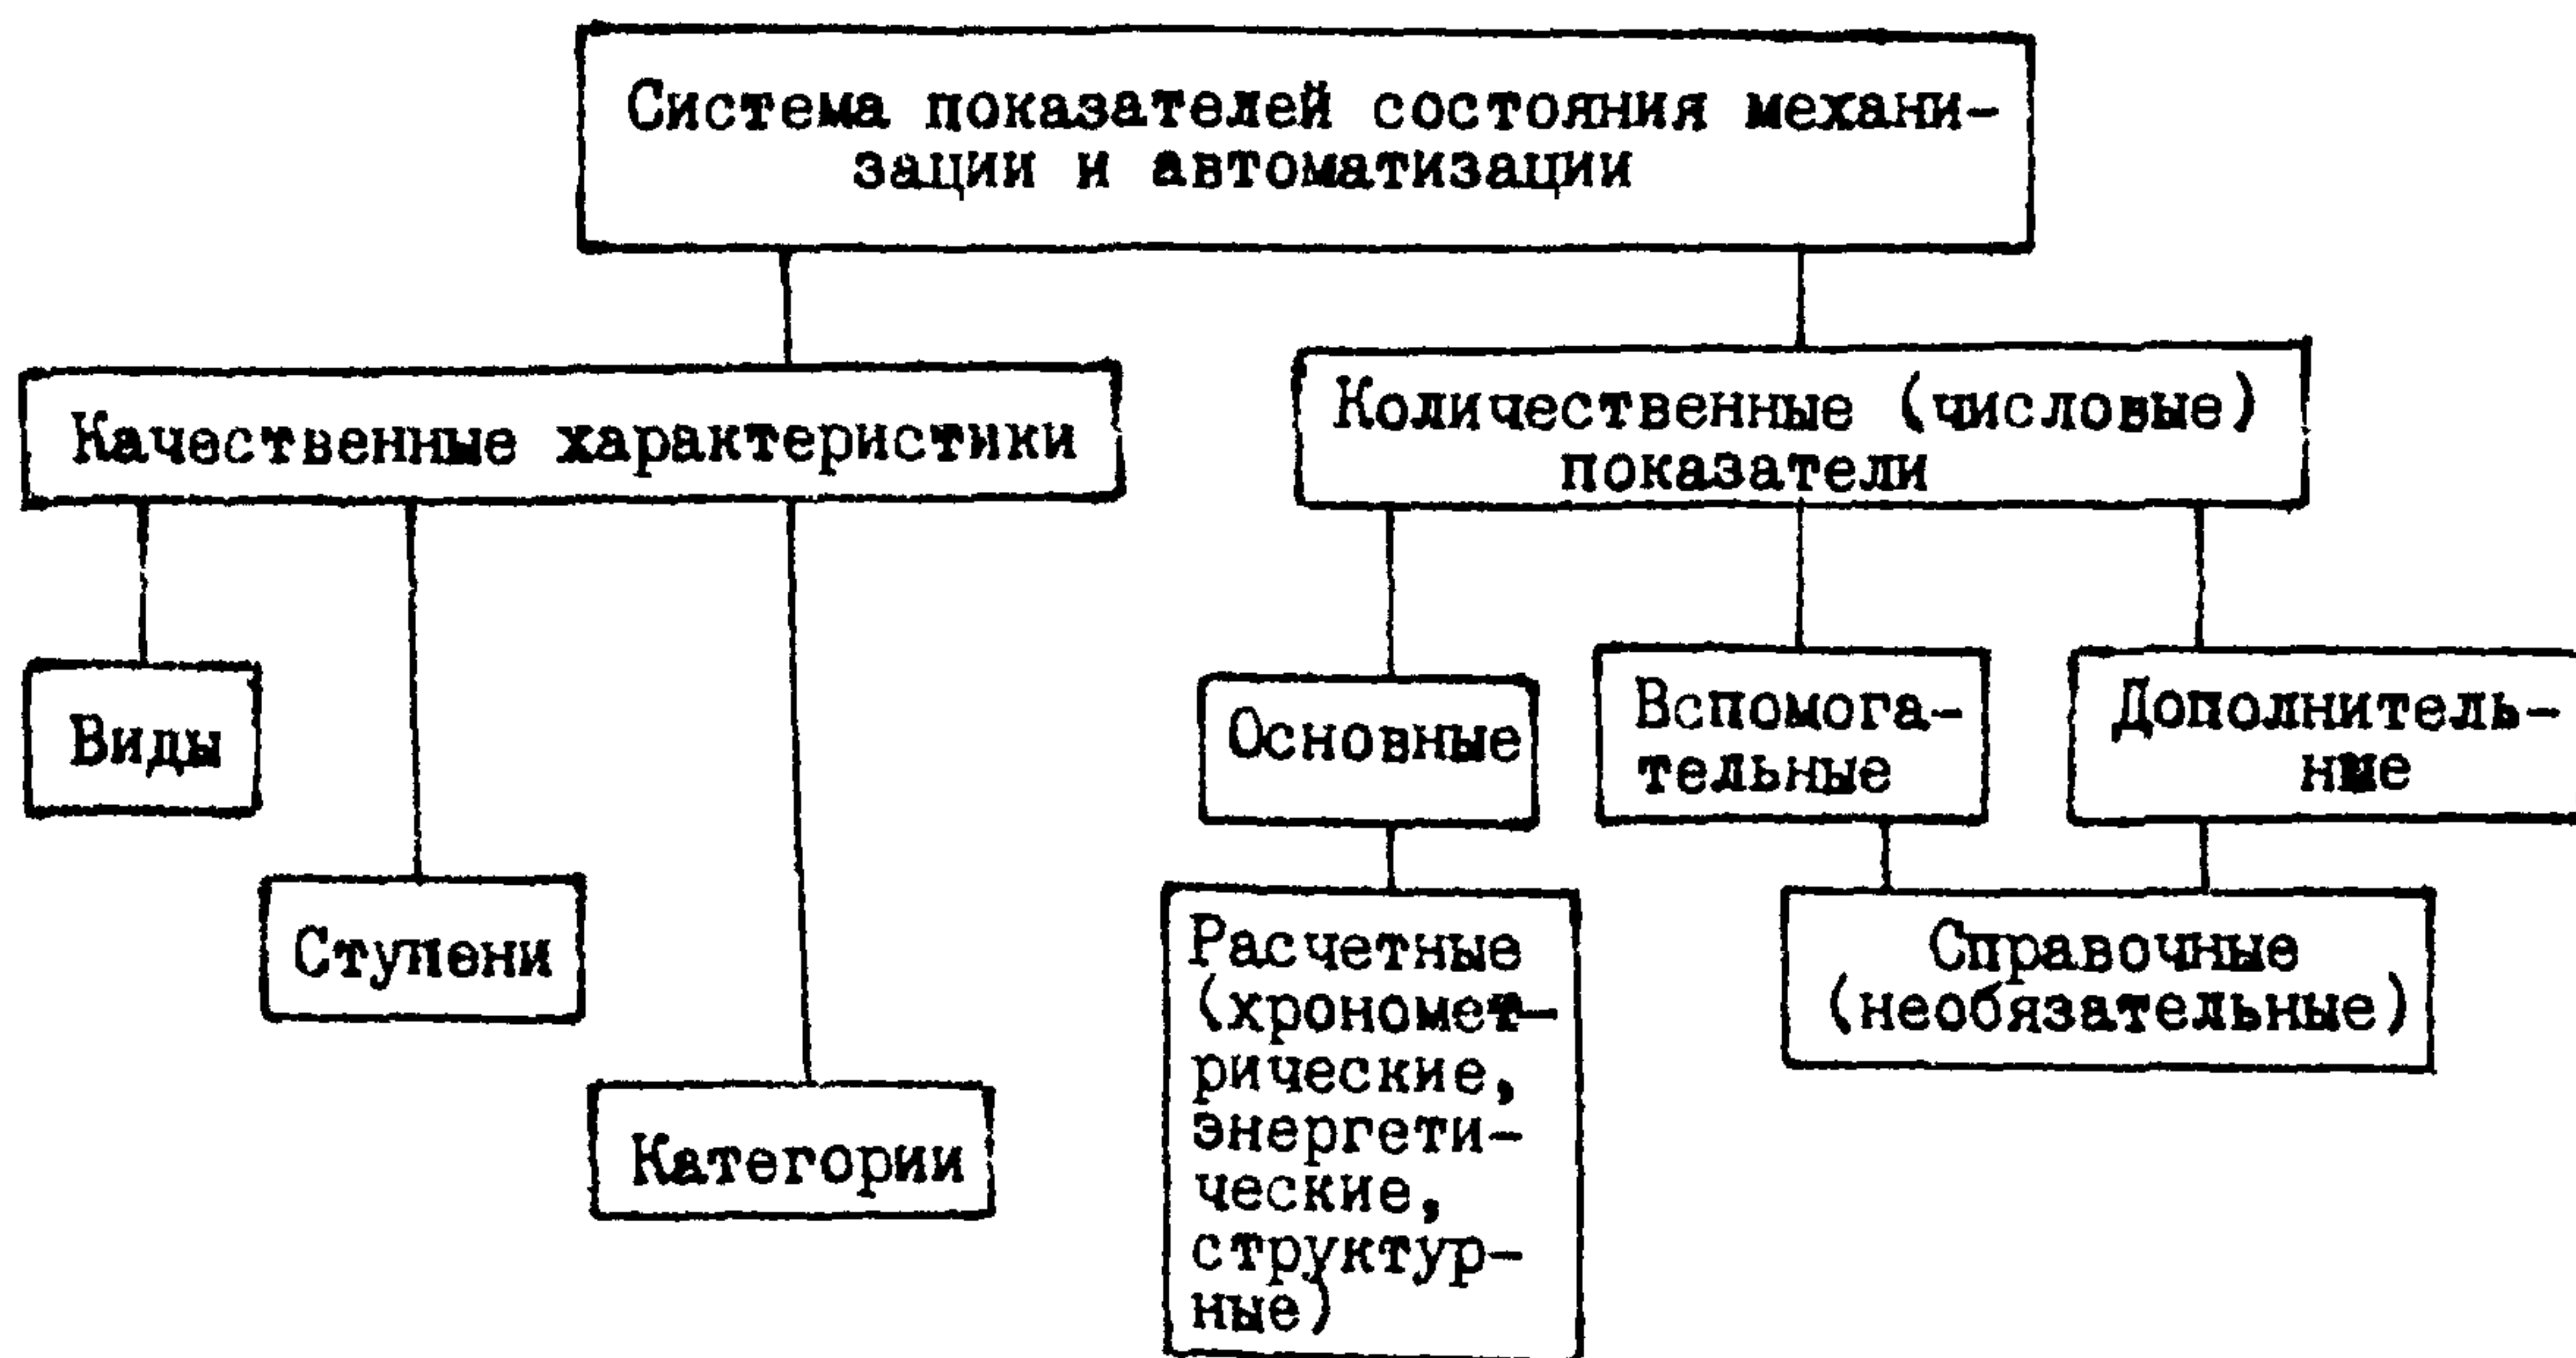 Система показателей состояния механи-
зации и автоматизации
Качественные характеристики
Количественные (числовые)
показатели
Виды
Ступени
Категории
Основные
Вспомога-
тельные
Дополнитель-
ные
Расчетные
(хрономет-
рические,
энергети-
ческие,
структур-
ные)
Справочные
(необязательные)